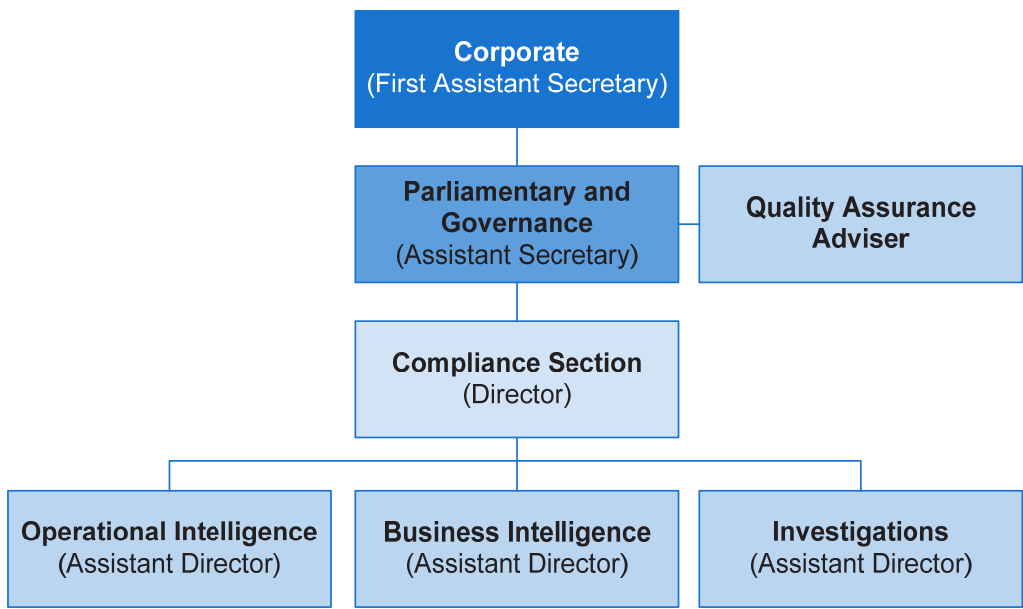 Corporate
(First Assistant Secretary)
Parliamentary and
Governance
(Assistant Secretary)
Quality Assurance
Adviser
Compliance Section
(Director)
Operational Intelligence
(Assistant Director)
Business Intelligence
(Assistant Director)
Investigations
(Assistant Director)